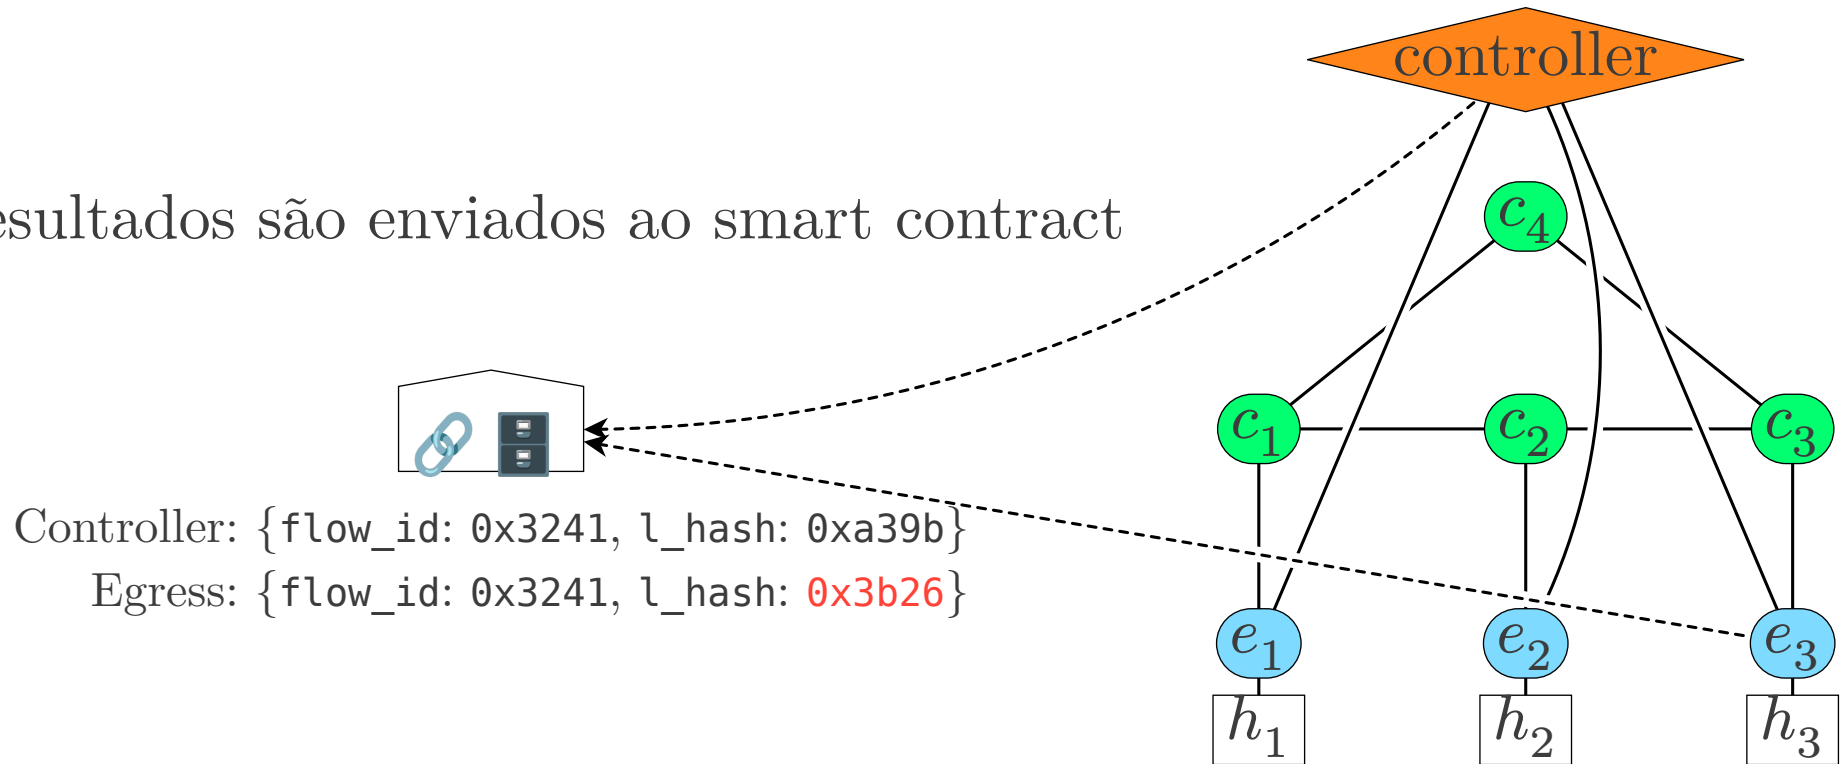 controller
esultados são enviados ao smart contract
c4
c1 c2 c3
Controller: {flow_id: 0x3241, l_hash: 0xa39b}
Egress: {flow_id: 0x3241, l_hash: 0x3b26}
e1 e2 e3
h1 h2 h3